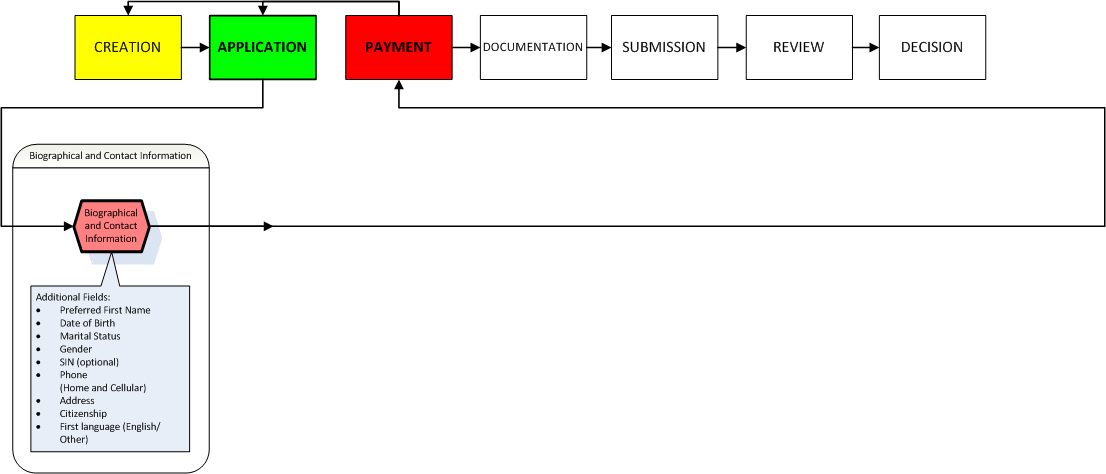 CREATION
APPLICATION
PAYMENT
DOCUMENTATION
SUBMISSION
REVIEW
DECISION
Biographical and Contact Information
Biographical
and Contact
Information
Additional Fields:
• Preferred First Name
• Date of Birth
• Marital Status
• Gender
• SIN (optional)
• Phone
(Home and Cellular)
• Address
• Citizenship
• First language (English/
Other)